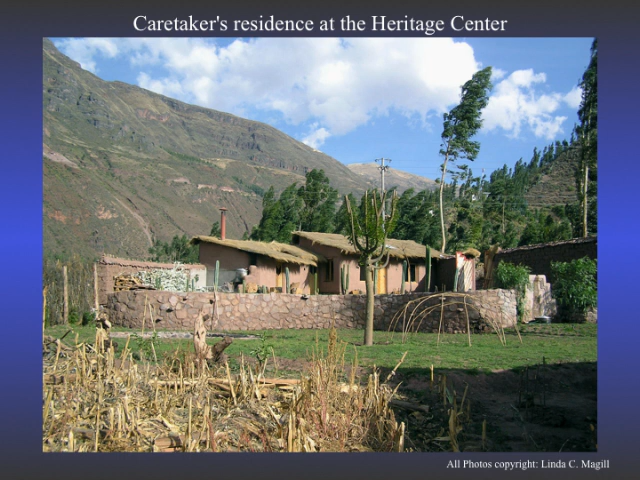 Caretaker's residence at the Heritage Center
All Photos copyright: Linda C. Magill